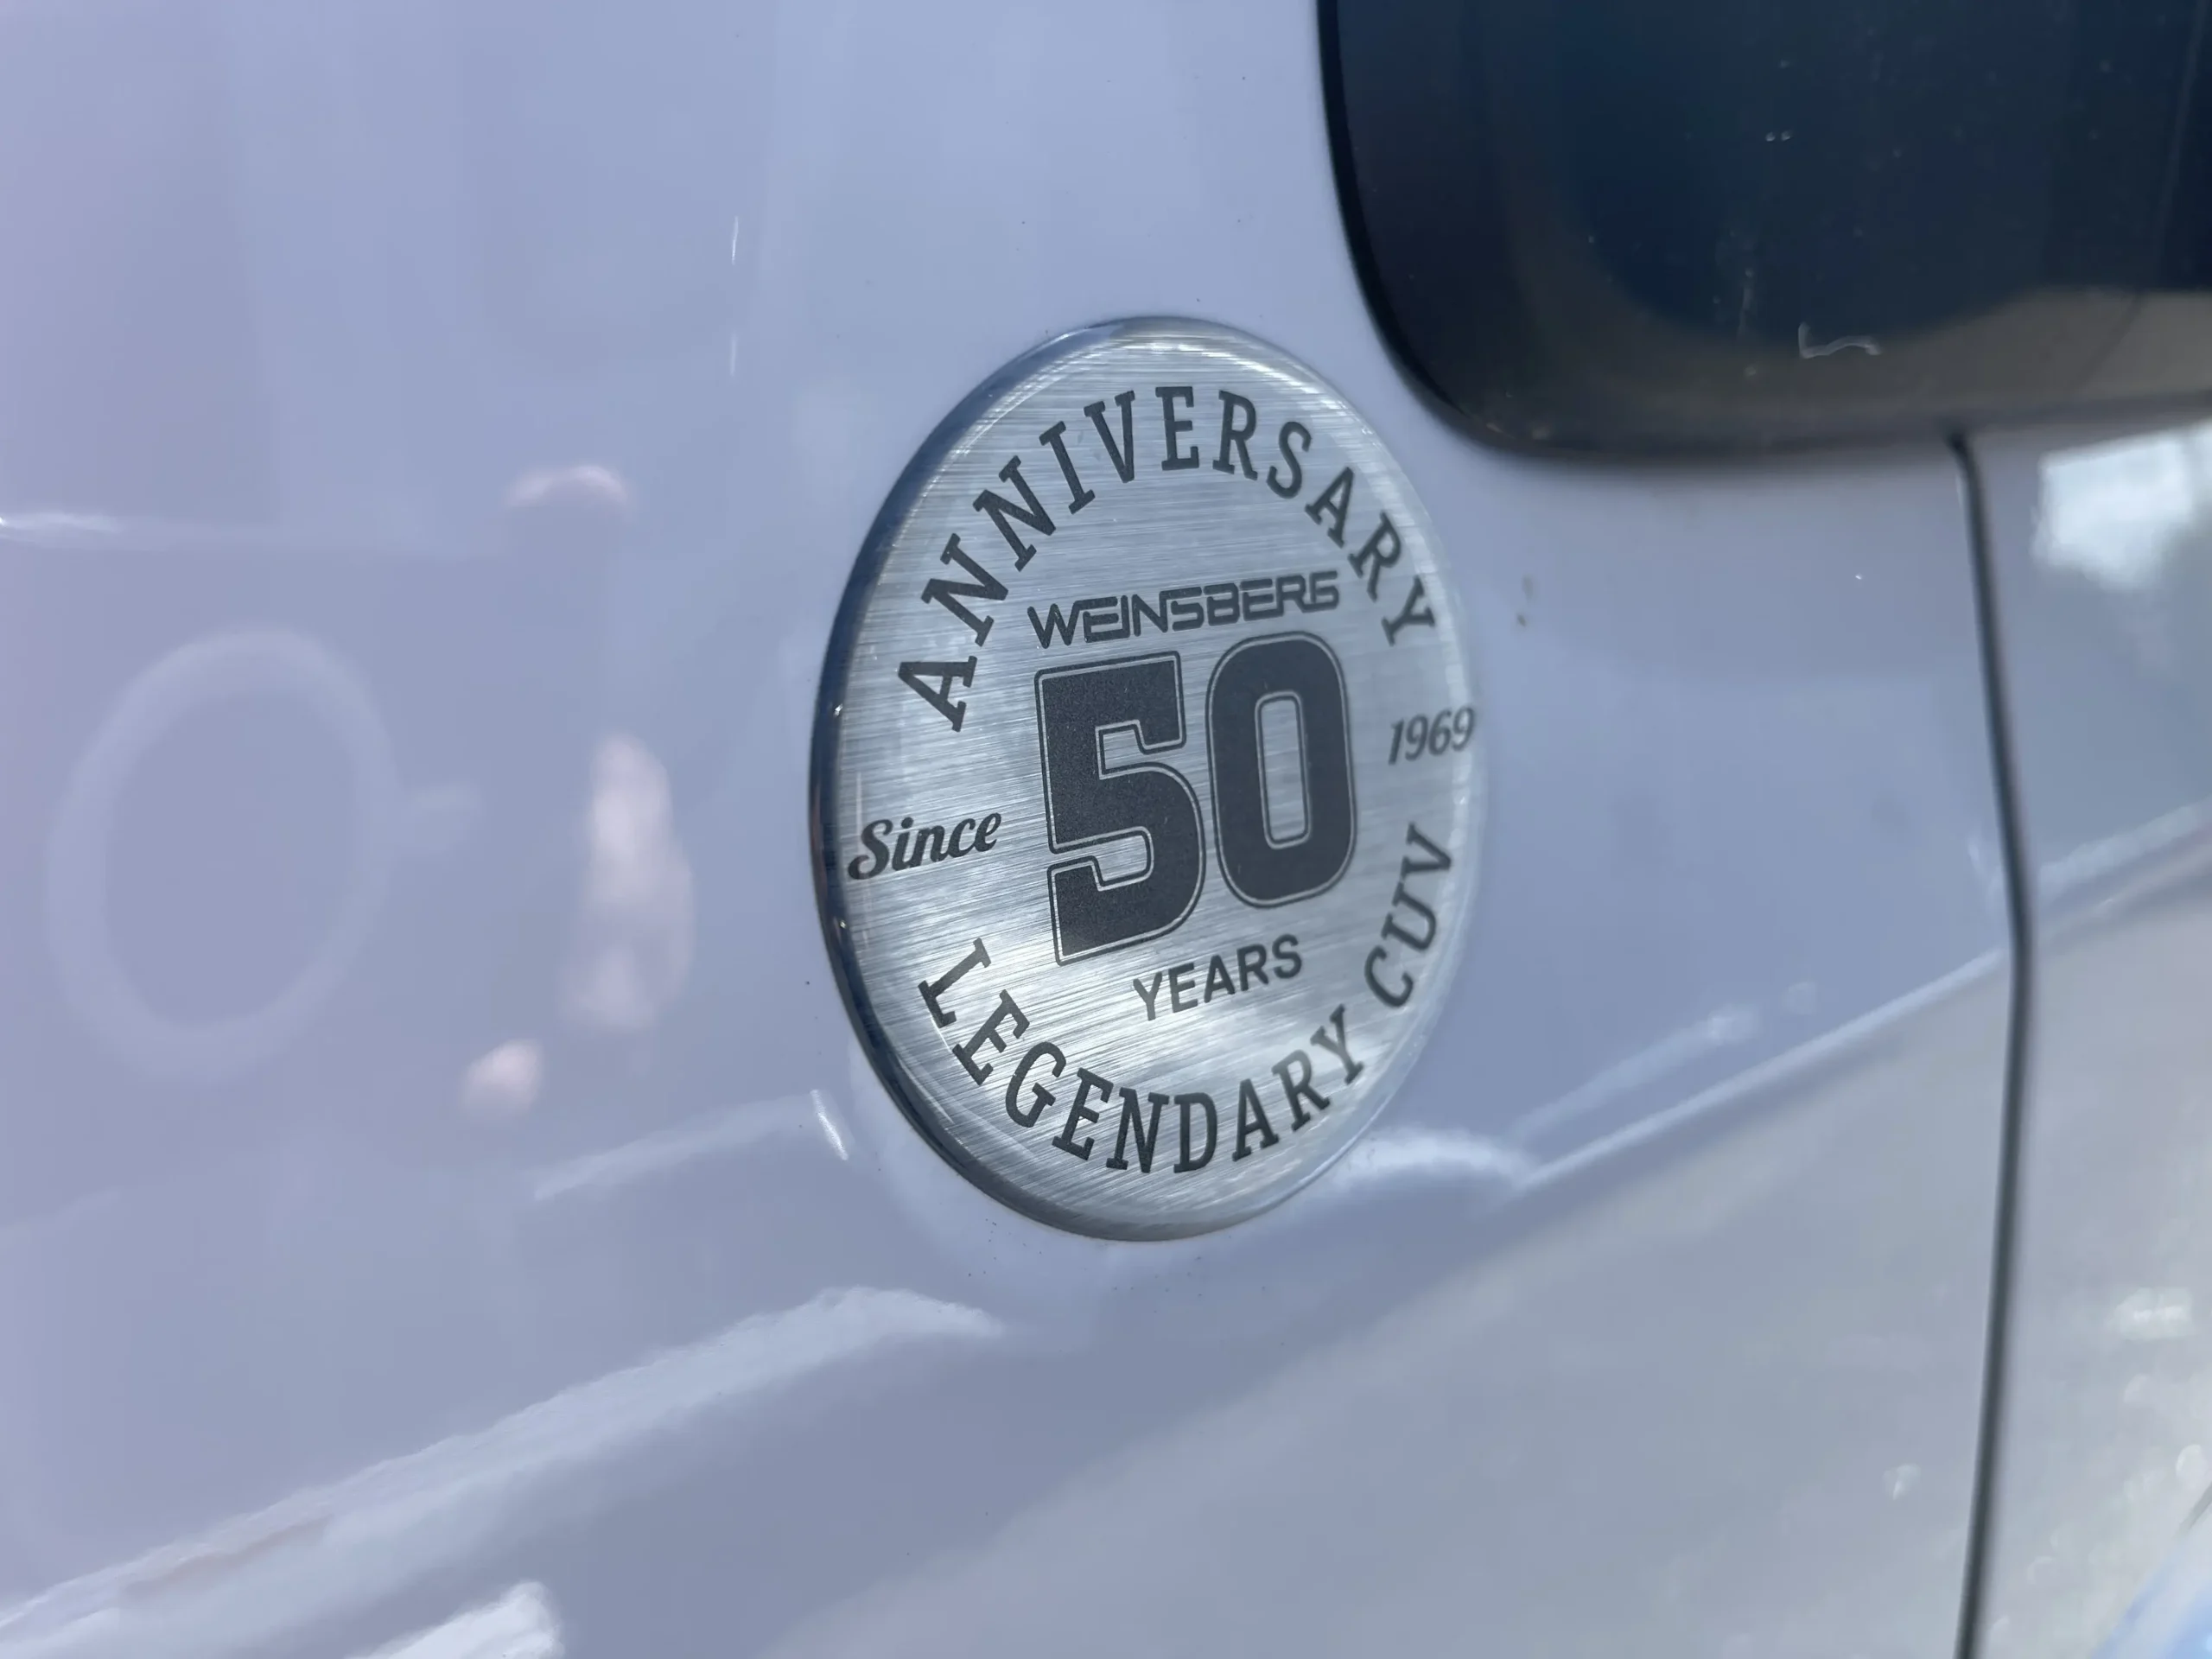 ANNIVERSARY
WEINSBERG
50
YEARS
Since 1969
LEGENDARY CUV